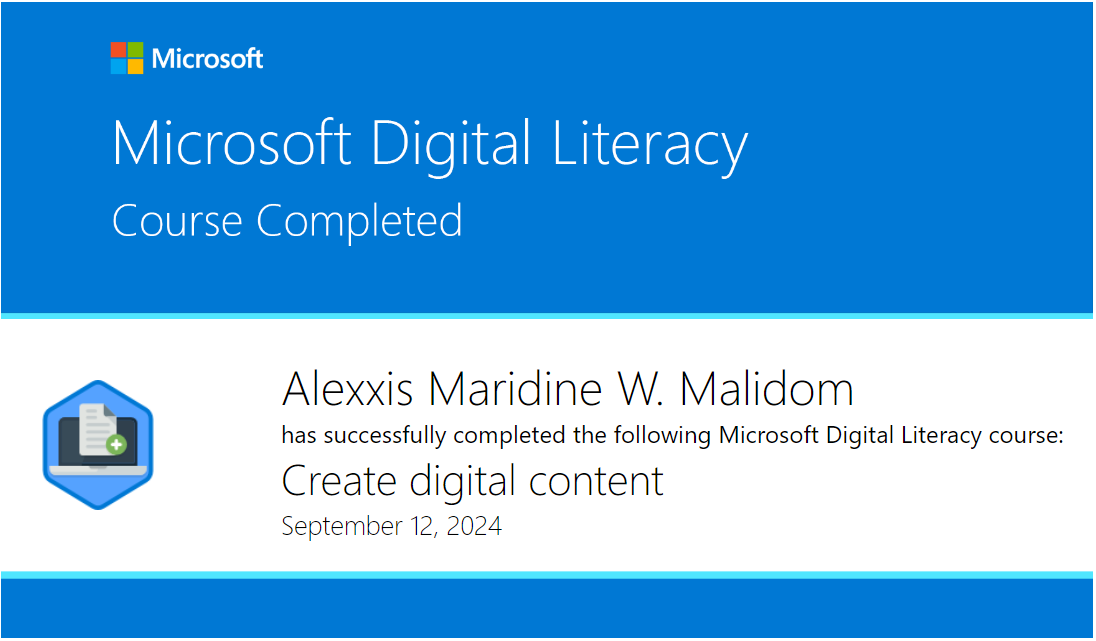 Microsoft
Microsoft Digital Literacy
Course Completed
Alexxis Maridine W. Malidom
has successfully completed the following Microsoft Digital Literacy course:
Create digital content
September 12, 2024